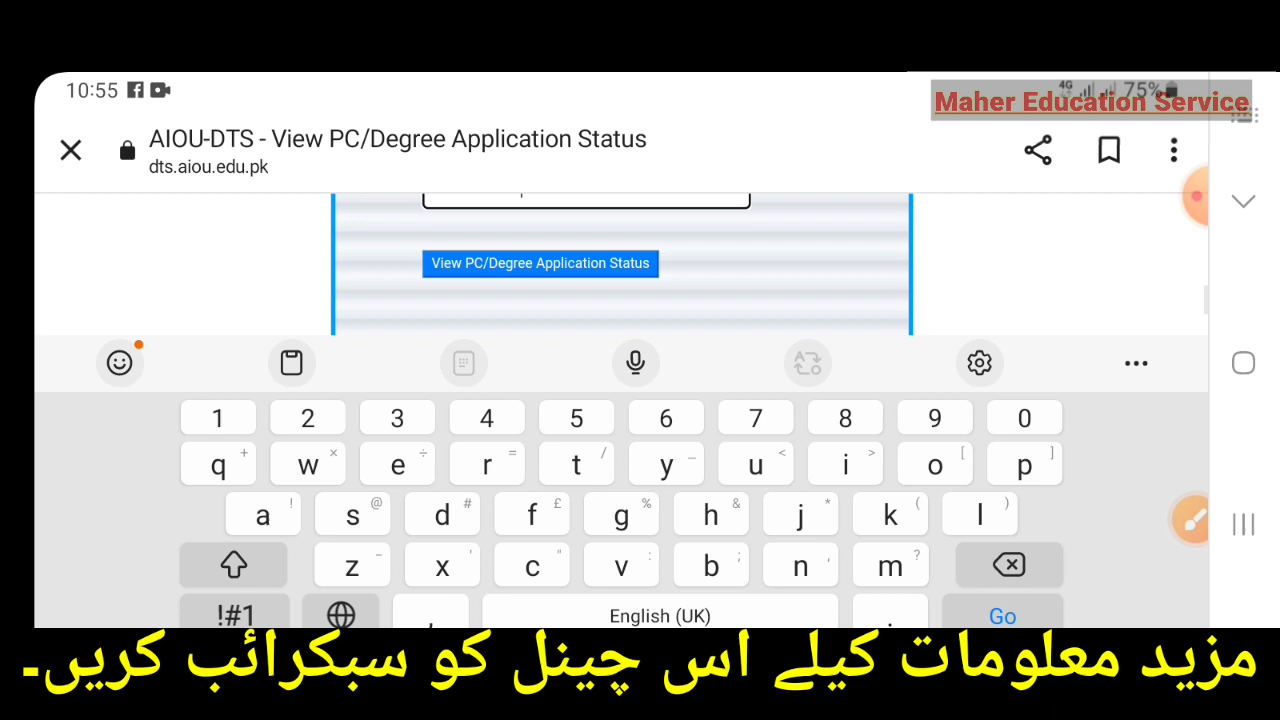 10:55
4G 75%
Maher Education Service
AIOU-DTS - View PC/Degree Application Status
dts.aiou.edu.pk
View PC/Degree Application Status
1 2 3 4 5 6 7 8 9 0
q + w × e ÷ r = t / y _ u < i > o [ p ]
a ! s @ d # f £ g % h & j * k ( l )
z - x ' c " v : b ; n , m ?
!#1 , English (UK) . Go
مزید معلومات کیلے اس چینل کو سبکرائب کریں۔